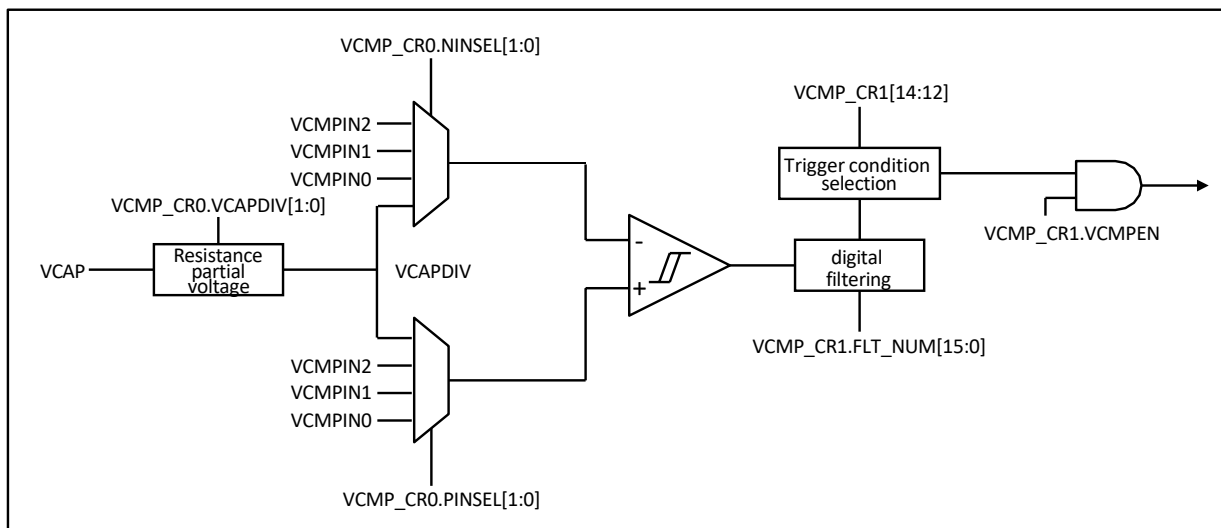 VCMP_CR0.NINSEL[1:0]
VCMP_CR1[14:12]
VCMPIN2
VCMPIN1
VCMPIN0
Trigger condition
selection
VCMP_CR0.VCAPDIV[1:0]
VCMP_CR1.VCMPEN
VCAP
Resistance
partial
voltage
VCAPDIV
-
+
digital
filtering
VCMP_CR1.FLT_NUM[15:0]
VCMPIN2
VCMPIN1
VCMPIN0
VCMP_CR0.PINSEL[1:0]